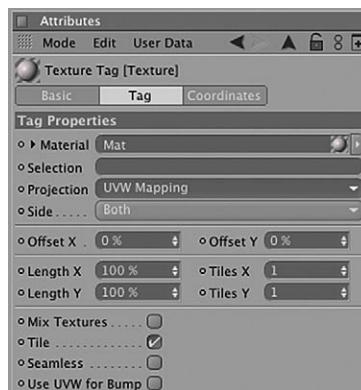 Attributes
Mode Edit User Data
Texture Tag [Texture]
Basic Tag Coordinates
Tag Properties
Material Mat
Selection
Projection UVW Mapping
Side . . . . . Both
Offset X . 0 % Offset Y 0 %
Length X 100 % Tiles X 1
Length Y 100 % Tiles Y 1
Mix Textures . . . . .
Tile . . . . . . . . . . . . .
Seamless . . . . . . . .
Use UVW for Bump